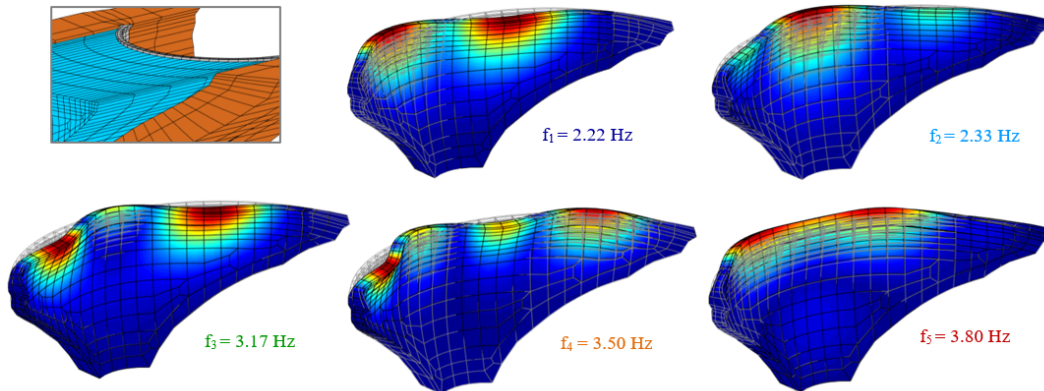 f₁ = 2.22 Hz
f₂ = 2.33 Hz
f₃ = 3.17 Hz
f₄ = 3.50 Hz
f₅ = 3.80 Hz